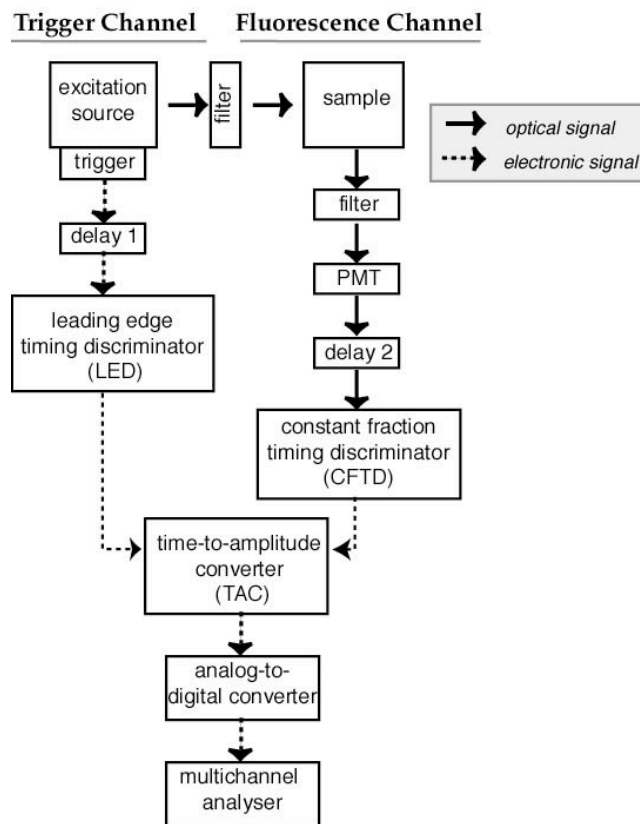 Trigger Channel
Fluorescence Channel
excitation
source
filter
sample
optical signal
electronic signal
trigger
filter
delay 1
PMT
leading edge
timing discriminator
(LED)
delay 2
constant fraction
timing discriminator
(CFTD)
time-to-amplitude
converter
(TAC)
analog-to-
digital converter
multichannel
analyser